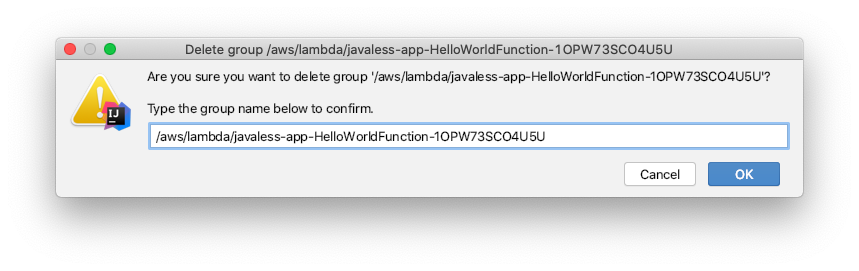 Delete group /aws/lambda/javaless-app-HelloWorldFunction-1OPW73SCO4U5U
Are you sure you want to delete group '/aws/lambda/javaless-app-HelloWorldFunction-1OPW73SCO4U5U'?
Type the group name below to confirm.
/aws/lambda/javaless-app-HelloWorldFunction-1OPW73SCO4U5U
IJ
Cancel
OK